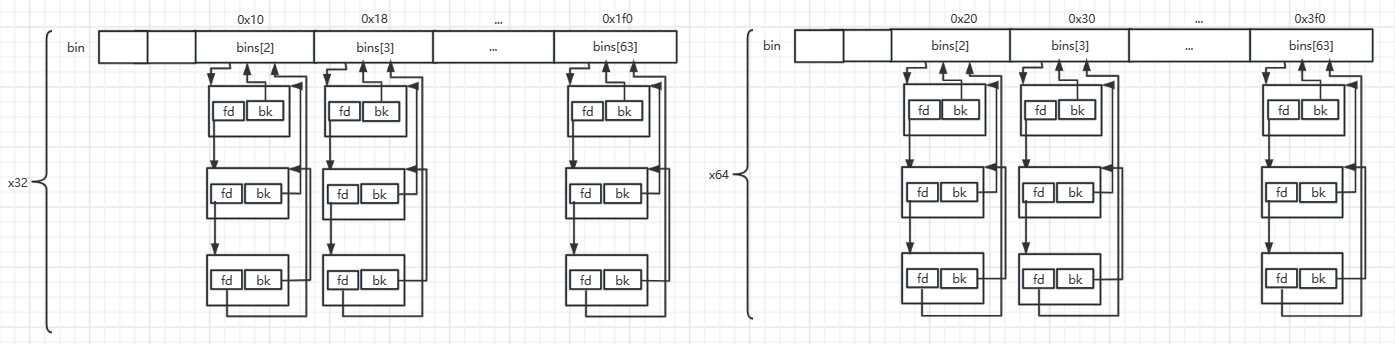 0x10 0x18 ... 0x1f0
bin bins[2] bins[3] ... bins[63]
fd bk fd bk fd bk
x32
fd bk fd bk fd bk
fd bk fd bk fd bk
0x20 0x30 ... 0x3f0
bin bins[2] bins[3] ... bins[63]
fd bk fd bk fd bk
x64
fd bk fd bk fd bk
fd bk fd bk fd bk